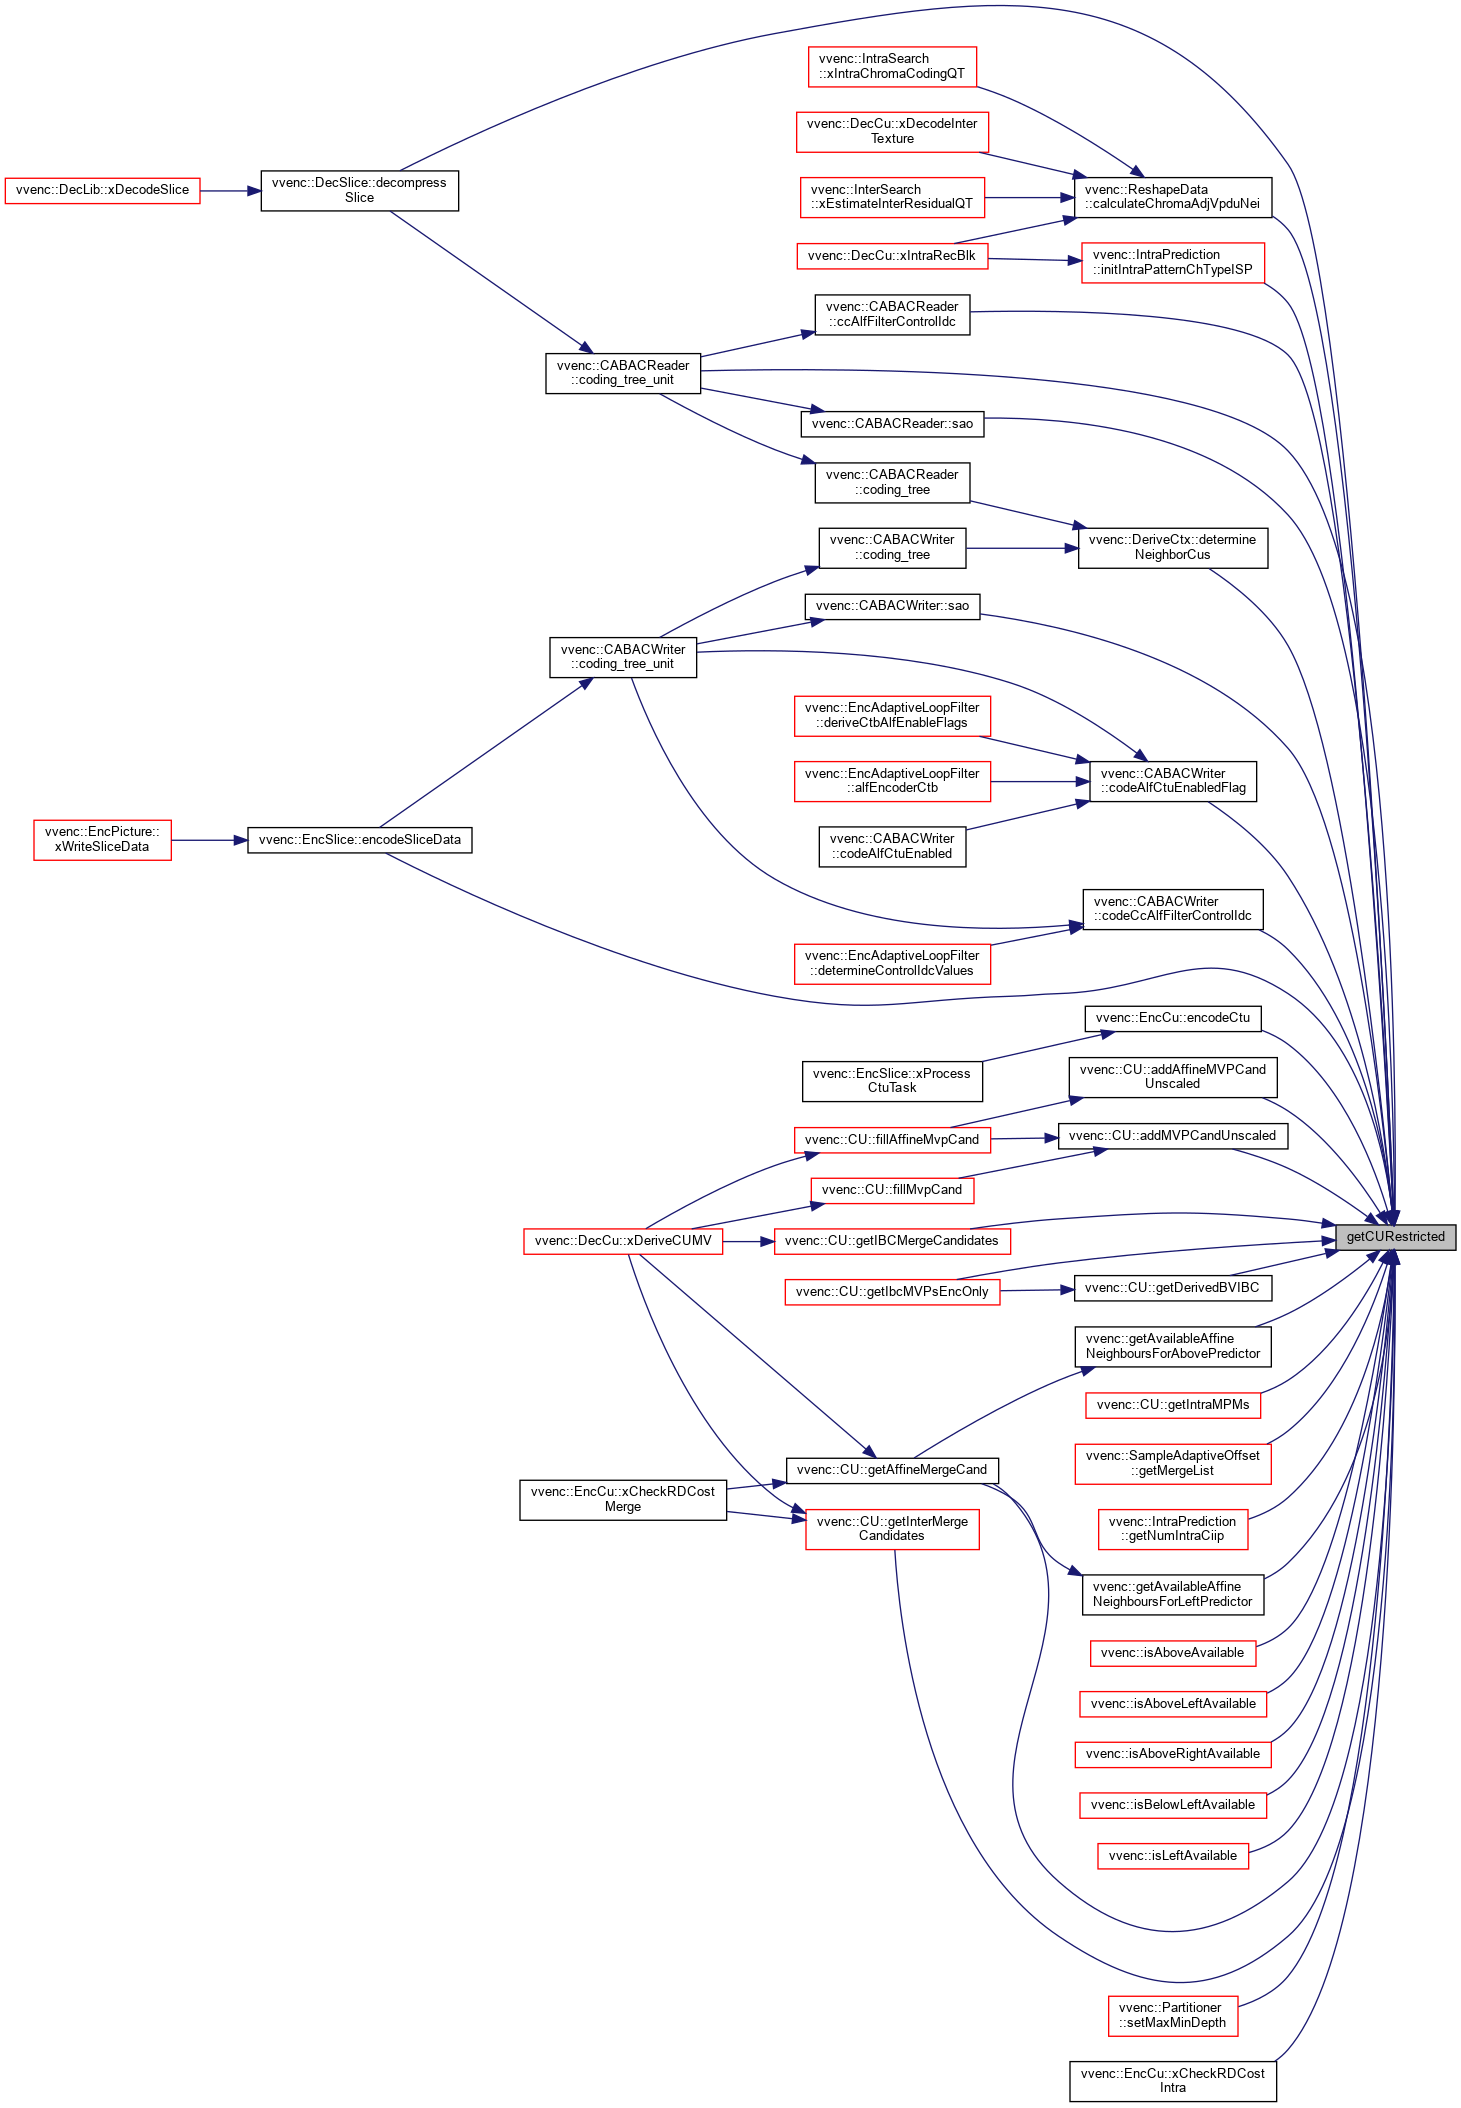 vvenc::IntraSearch
::xIntraChromaCodingQT
vvenc::DecCu::xDecodeInter
Texture
vvenc::DecLib::xDecodeSlice
vvenc::DecSlice::decompress
Slice
vvenc::InterSearch
::xEstimateInterResidualQT
vvenc::ReshapeData
::calculateChromaAdjVpduNei
vvenc::DecCu::xIntraRecBlk
vvenc::IntraPrediction
::initIntraPatternChTypeISP
vvenc::CABACReader
::ccAlfFilterControlIdc
vvenc::CABACReader
::coding_tree_unit
vvenc::CABACReader::sao
vvenc::CABACReader
::coding_tree
vvenc::CABACWriter
::coding_tree
vvenc::DeriveCtx::determine
NeighborCus
vvenc::CABACWriter::sao
vvenc::CABACWriter
::coding_tree_unit
vvenc::EncAdaptiveLoopFilter
::deriveCtbAlfEnableFlags
vvenc::EncAdaptiveLoopFilter
::alfEncoderCtb
vvenc::CABACWriter
::codeAlfCtuEnabledFlag
vvenc::EncPicture::
xWriteSliceData
vvenc::EncSlice::encodeSliceData
vvenc::CABACWriter
::codeAlfCtuEnabled
vvenc::CABACWriter
::codeCcAlfFilterControlIdc
vvenc::EncAdaptiveLoopFilter
::determineControlIdcValues
vvenc::EncCu::encodeCtu
vvenc::EncSlice::xProcess
CtuTask
vvenc::CU::addAffineMVPCand
Unscaled
vvenc::CU::fillAffineMvpCand
vvenc::CU::addMVPCandUnscaled
vvenc::CU::fillMvpCand
vvenc::DecCu::xDeriveCUMV
vvenc::CU::getIBCMergeCandidates
getCURestricted
vvenc::CU::getIbcMVPsEncOnly
vvenc::CU::getDerivedBVIBC
vvenc::getAvailableAffine
NeighboursForAbovePredictor
vvenc::CU::getIntraMPMs
vvenc::SampleAdaptiveOffset
::getMergeList
vvenc::CU::getAffineMergeCand
vvenc::EncCu::xCheckRDCost
Merge
vvenc::CU::getInterMerge
Candidates
vvenc::IntraPrediction
::getNumIntraCiip
vvenc::getAvailableAffine
NeighboursForLeftPredictor
vvenc::isAboveAvailable
vvenc::isAboveLeftAvailable
vvenc::isAboveRightAvailable
vvenc::isBelowLeftAvailable
vvenc::isLeftAvailable
vvenc::Partitioner
::setMaxMinDepth
vvenc::EncCu::xCheckRDCost
Intra